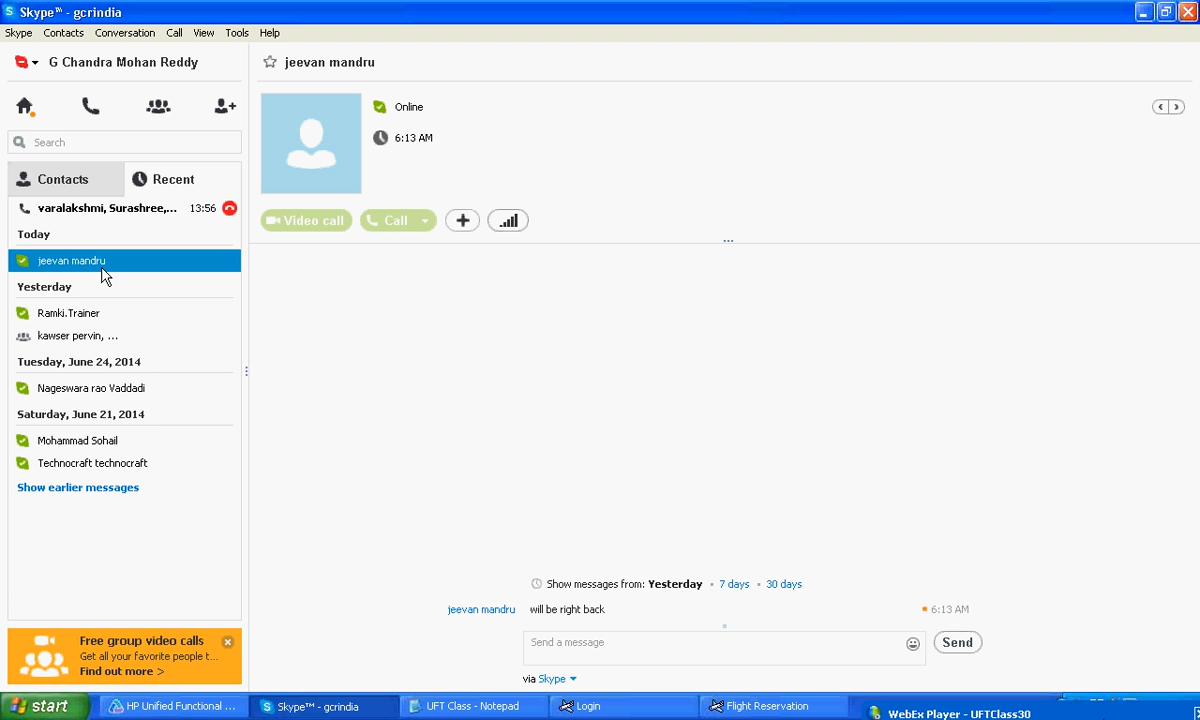 Skype™ - gcrindia
Skype Contacts Conversation Call View Tools Help
G Chandra Mohan Reddy
Search
Contacts Recent
varalakshmi, Surashree,... 13:56
Today
jeevan mandru
Yesterday
Ramki.Trainer
kawser pervin, ...
Tuesday, June 24, 2014
Nageswara rao Vaddadi
Saturday, June 21, 2014
Mohammad Sohail
Technocraft technocraft
Show earlier messages
Free group video calls
Get all your favorite people t...
Find out more >
jeevan mandru
Online
6:13 AM
Video call Call
Show messages from: Yesterday • 7 days • 30 days
jeevan mandru will be right back 6:13 AM
Send a message Send
via Skype
start HP Unified Functional ... Skype™ - gcrindia UFT Class - Notepad Login Flight Reservation WebEx Player - UFTClass30